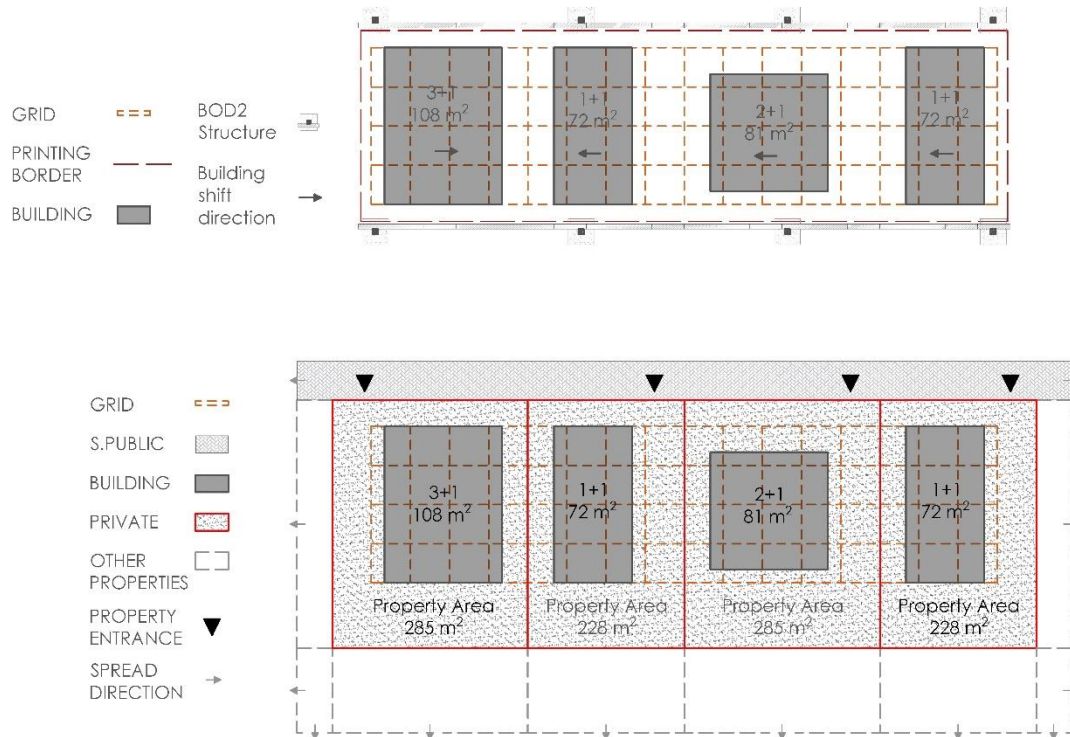 GRID
PRINTING
BORDER
BUILDING
BOD2
Structure
Building
shift
direction
3+1
108 m²
1+1
72 m²
2+1
81 m²
1+1
72 m²
GRID
S.PUBLIC
BUILDING
PRIVATE
OTHER
PROPERTIES
PROPERTY
ENTRANCE
SPREAD
DIRECTION
3+1
108 m²
1+1
72 m²
2+1
81 m²
1+1
72 m²
Property Area
285 m²
Property Area
228 m²
Property Area
285 m²
Property Area
228 m²